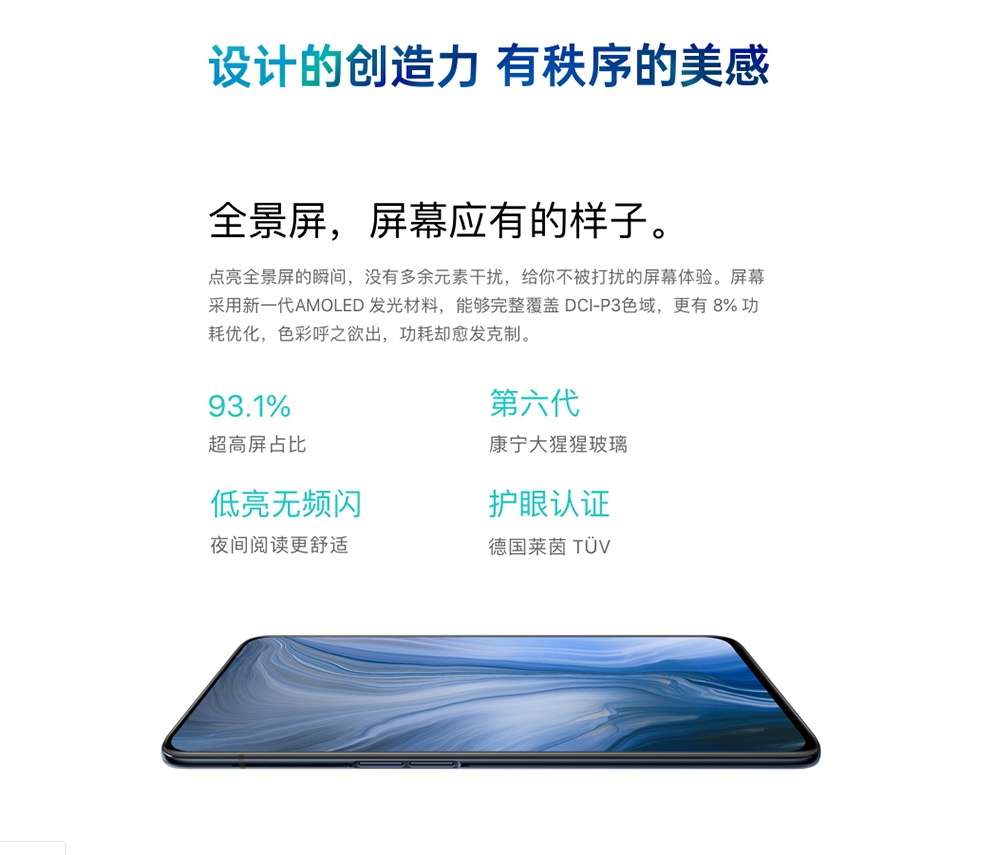 设计的创造力 有秩序的美感
全景屏，屏幕应有的样子。
点亮全景屏的瞬间，没有多余元素干扰，给你不被打扰的屏幕体验。屏幕
采用新一代AMOLED 发光材料，能够完整覆盖 DCI-P3色域，更有 8% 功
耗优化，色彩呼之欲出，功耗却愈发克制。
93.1%
超高屏占比
第六代
康宁大猩猩玻璃
低亮无频闪
夜间阅读更舒适
护眼认证
德国莱茵 TÜV